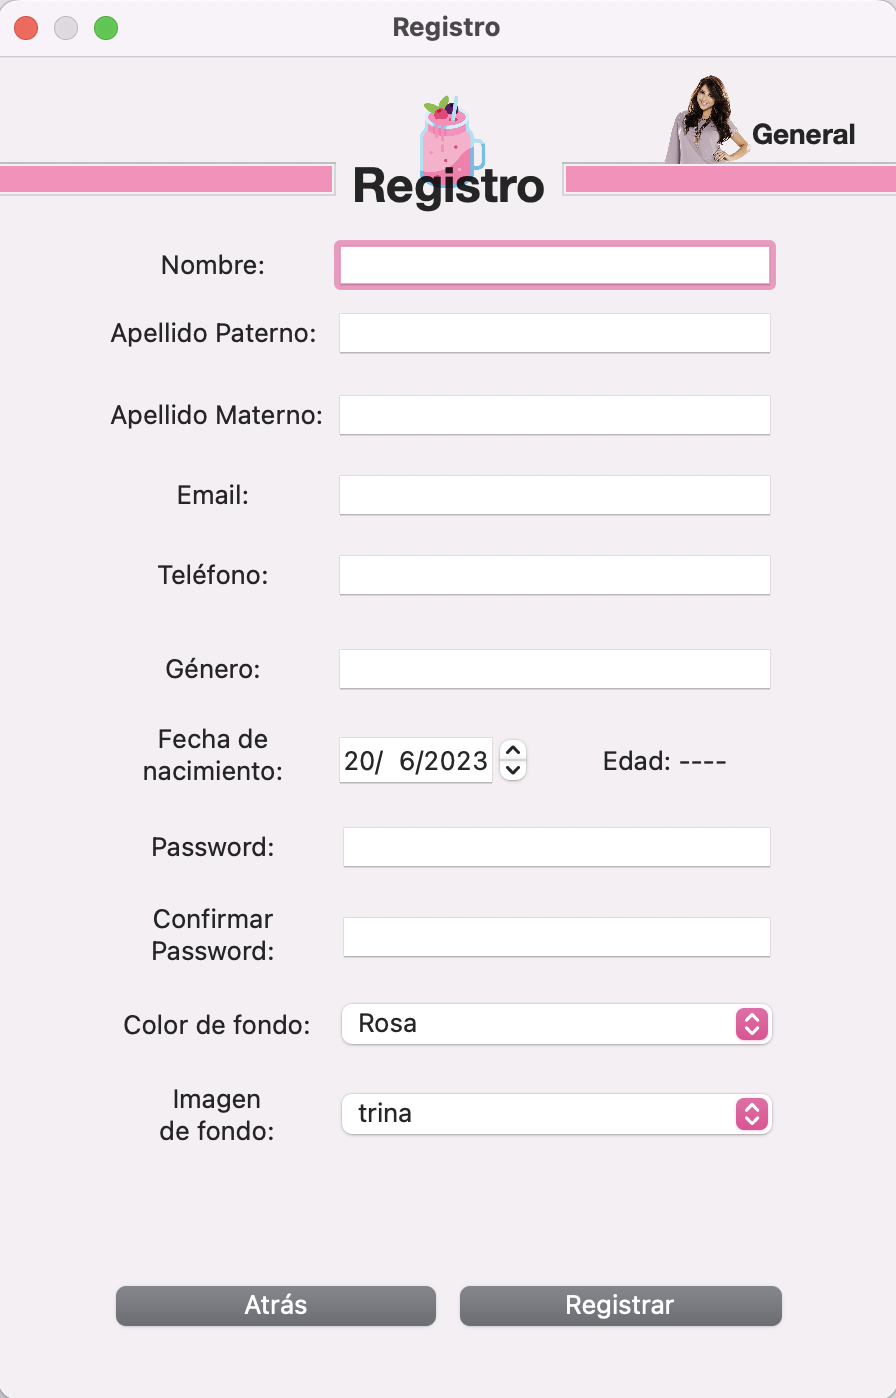 Registro
General
Registro
Nombre:
Apellido Paterno:
Apellido Materno:
Email:
Teléfono:
Género:
Fecha de
nacimiento:
20/  6/2023
Edad: ----
Password:
Confirmar
Password:
Color de fondo:
Rosa
Imagen
de fondo:
trina
Atrás
Registrar